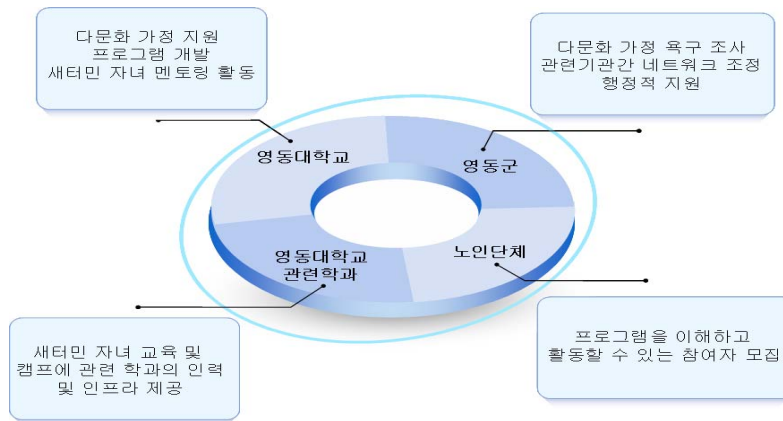 다문화 가정 지원
프로그램 개발
새터민 자녀 멘토링 활동
다문화 가정 욕구 조사
관련기관간 네트워크 조정
행정적 지원
영동대학교
영동군
영동대학교
관련학과
노인단체
새터민 자녀 교육 및
캠프에 관련 학과의 인력
및 인프라 제공
프로그램을 이해하고
활동할 수 있는 참여자 모집